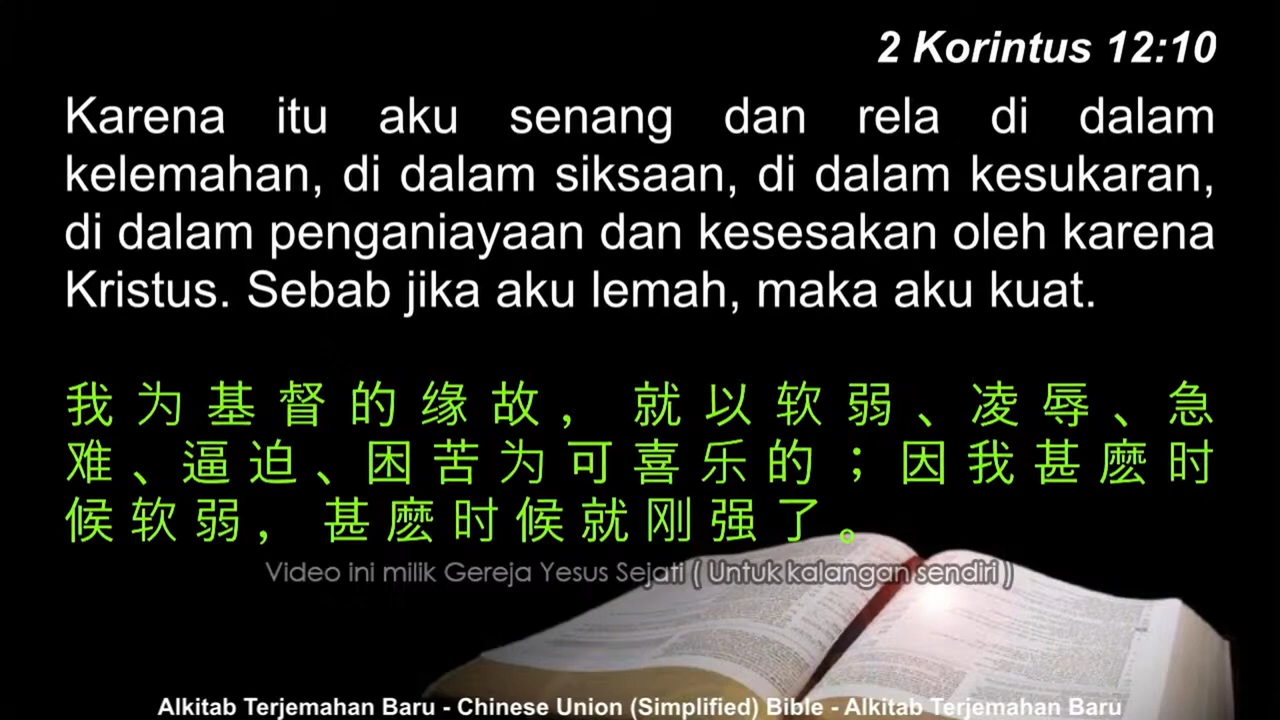 2 Korintus 12:10
Karena itu aku senang dan rela di dalam
kelemahan, di dalam siksaan, di dalam kesukaran,
di dalam penganiayaan dan kesesakan oleh karena
Kristus. Sebab jika aku lemah, maka aku kuat.
我为基督的缘故，就以软弱、凌辱、急
难、逼迫、困苦为可喜乐的；因我甚麽时
候软弱，甚麽时候就刚强了。
Video ini milik Gereja Yesus Sejati ( Untuk kalangan sendiri )
Alkitab Terjemahan Baru - Chinese Union (Simplified) Bible - Alkitab Terjemahan Baru